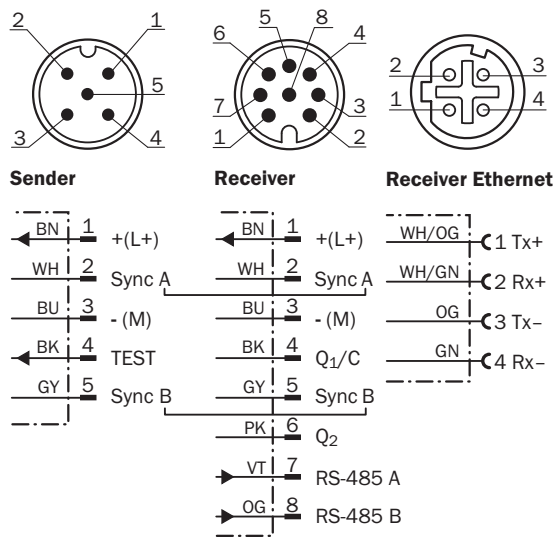 2 1
5
3 4
5 8
6 4
7 3
1 2
2 3
1 4
Sender Receiver Receiver Ethernet
BN 1 +(L+)
WH 2 Sync A
BU 3 - (M)
BK 4 TEST
GY 5 Sync B
BN 1 +(L+)
WH 2 Sync A
BU 3 - (M)
BK 4 Q1/C
GY 5 Sync B
PK 6 Q2
VT 7 RS-485 A
OG 8 RS-485 B
WH/OG 1 Tx+
WH/GN 2 Rx+
OG 3 Tx–
GN 4 Rx–